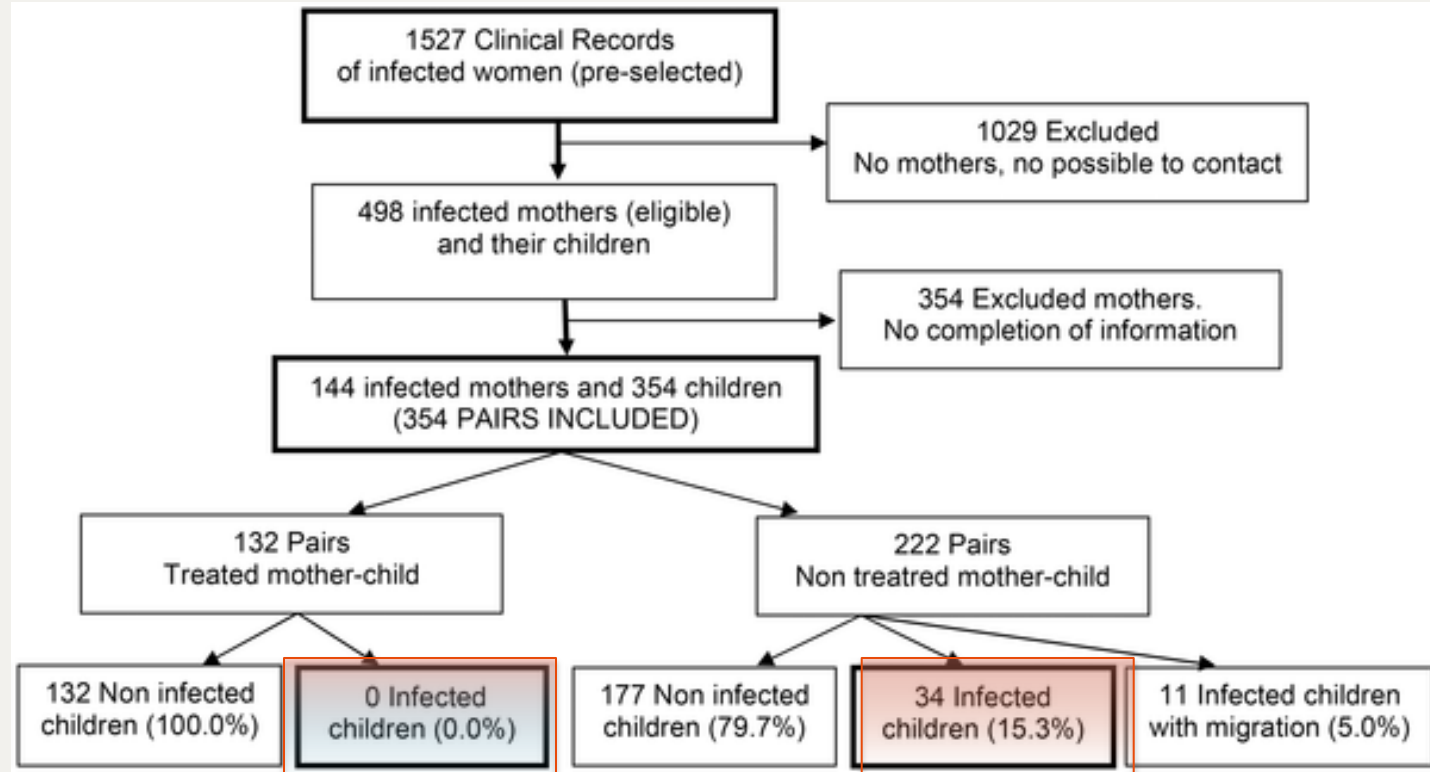 1527 Clinical Records
of infected women (pre-selected)
1029 Excluded
No mothers, no possible to contact
498 infected mothers (eligible)
and their children
354 Excluded mothers.
No completion of information
144 infected mothers and 354 children
(354 PAIRS INCLUDED)
132 Pairs
Treated mother-child
222 Pairs
Non treatred mother-child
132 Non infected
children (100.0%)
0 Infected
children (0.0%)
177 Non infected
children (79.7%)
34 Infected
children (15.3%)
11 Infected children
with migration (5.0%)